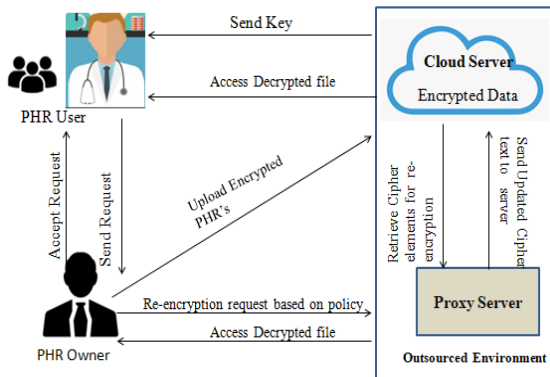 Send Key
Cloud Server
Encrypted Data
Access Decrypted file
PHR User
Accept Request
Send Request
Upload Encrypted
PHR's
Retrieve Cipher
elements for re-
encryption
Send Updated Cipher
text to server
Re-encryption request based on policy
Proxy Server
Access Decrypted file
PHR Owner
Outsourced Environment